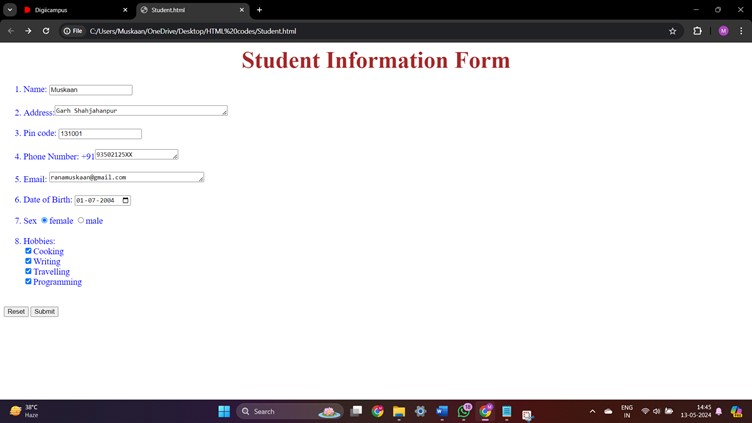 Digiicampus
Student.html
File
C:/Users/Muskaan/OneDrive/Desktop/HTML%20codes/Student.html
M
Student Information Form
1. Name: Muskaan
2. Address: Garh Shahjahanpur
3. Pin code: 131001
4. Phone Number: +91 93502125XX
5. Email: ranamuskaan@gmail.com
6. Date of Birth: 01-07-2004
7. Sex female male
8. Hobbies:
Cooking
Writing
Travelling
Programming
Reset Submit
38°C
Haze
Search
ENG
IN
14:45
13-05-2024